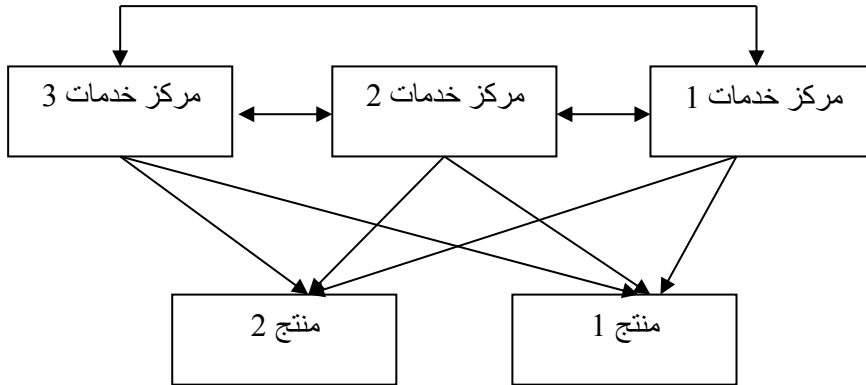 مركز خدمات 1
مركز خدمات 2
مركز خدمات 3
منتج 1
منتج 2